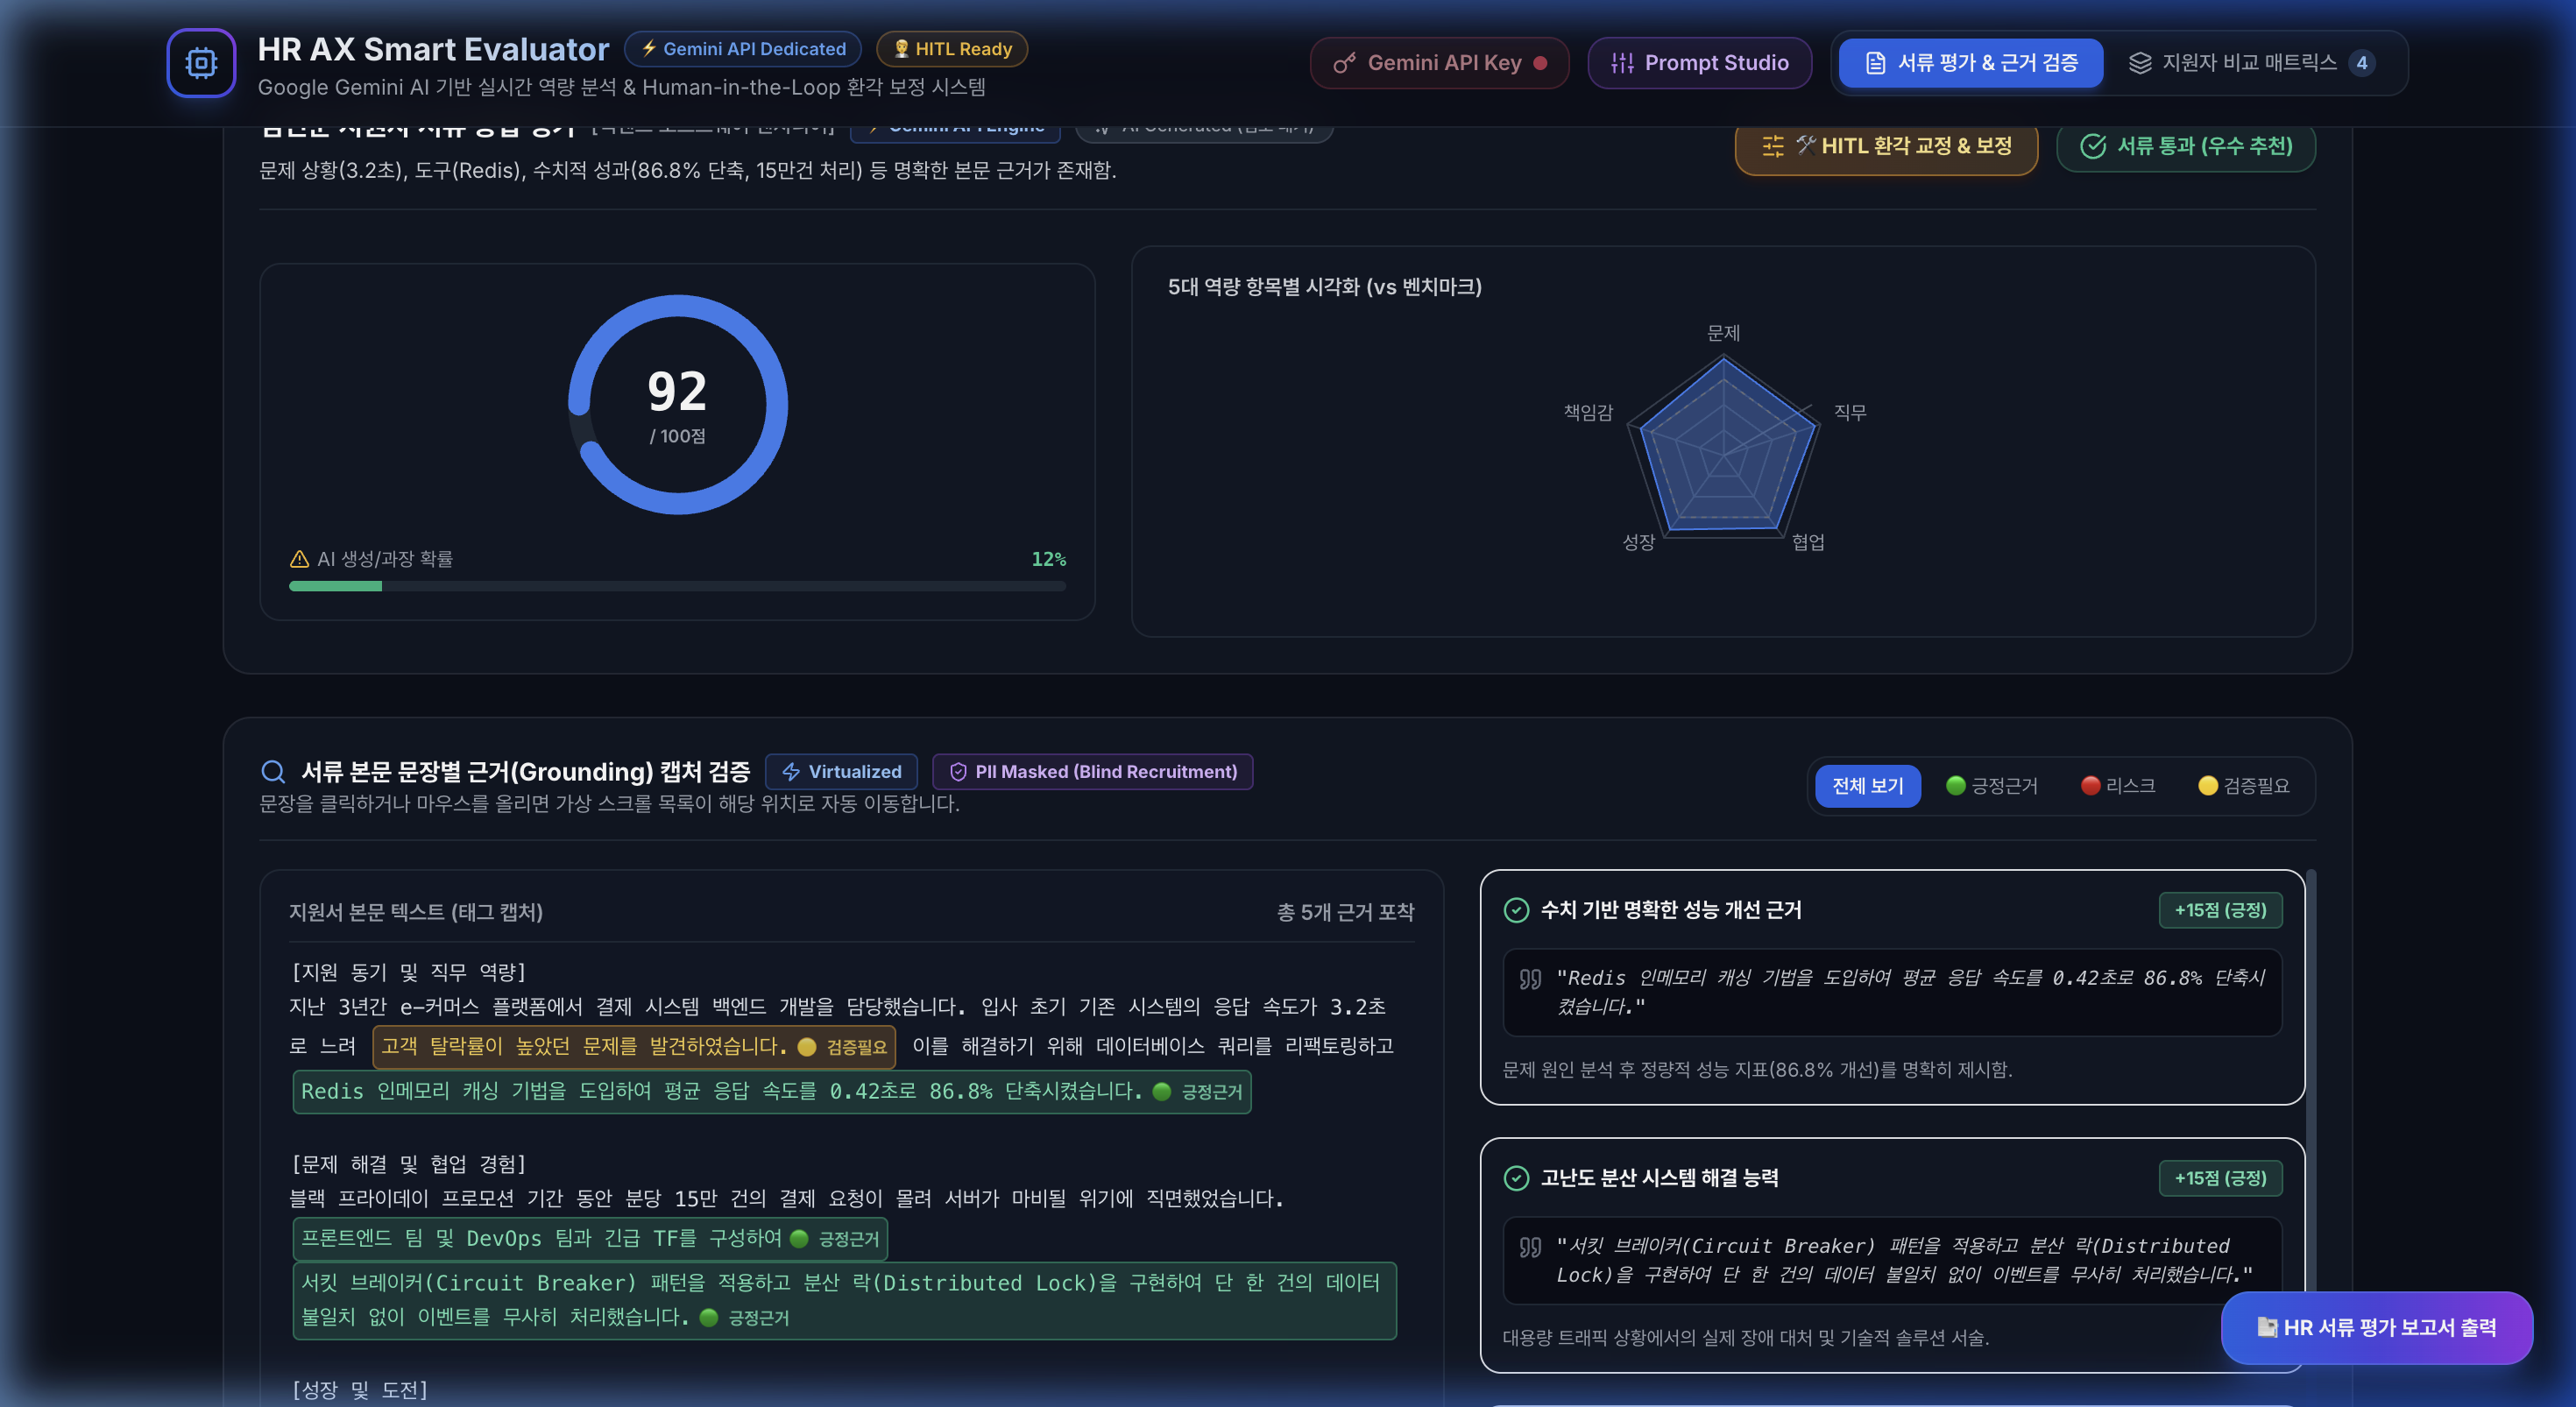 HR AX Smart Evaluator
⚡ Gemini API Dedicated
HITL Ready
Google Gemini AI 기반 실시간 역량 분석 & Human-in-the-Loop 환각 보정 시스템
Gemini API Key
Prompt Studio
서류 평가 & 근거 검증
지원자 비교 매트릭스 4
문제 상황(3.2초), 도구(Redis), 수치적 성과(86.8% 단축, 15만건 처리) 등 명확한 본문 근거가 존재함.
🛠 HITL 환각 교정 & 보정
서류 통과 (우수 추천)
92
/ 100점
AI 생성/과장 확률
12%
5대 역량 항목별 시각화 (vs 벤치마크)
문제
직무
협업
성장
책임감
서류 본문 문장별 근거(Grounding) 캡처 검증
Virtualized
PII Masked (Blind Recruitment)
문장을 클릭하거나 마우스를 올리면 가상 스크롤 목록이 해당 위치로 자동 이동합니다.
전체 보기
🟢 긍정근거
🔴 리스크
🟡 검증필요
지원서 본문 텍스트 (태그 캡처)
총 5개 근거 포착
[지원 동기 및 직무 역량]
지난 3년간 e-커머스 플랫폼에서 결제 시스템 백엔드 개발을 담당했습니다. 입사 초기 기존 시스템의 응답 속도가 3.2초
로 느려 고객 탈락률이 높았던 문제를 발견하였습니다. 🟡 검증필요 이를 해결하기 위해 데이터베이스 쿼리를 리팩토링하고
Redis 인메모리 캐싱 기법을 도입하여 평균 응답 속도를 0.42초로 86.8% 단축시켰습니다. 🟢 긍정근거
[문제 해결 및 협업 경험]
블랙 프라이데이 프로모션 기간 동안 분당 15만 건의 결제 요청이 몰려 서버가 마비될 위기에 직면했었습니다.
프론트엔드 팀 및 DevOps 팀과 긴급 TF를 구성하여 🟢 긍정근거
서킷 브레이커(Circuit Breaker) 패턴을 적용하고 분산 락(Distributed Lock)을 구현하여 단 한 건의 데이터
불일치 없이 이벤트를 무사히 처리했습니다. 🟢 긍정근거
[성장 및 도전]
수치 기반 명확한 성능 개선 근거
+15점 (긍정)
"Redis 인메모리 캐싱 기법을 도입하여 평균 응답 속도를 0.42초로 86.8% 단축시
켰습니다."
문제 원인 분석 후 정량적 성능 지표(86.8% 개선)를 명확히 제시함.
고난도 분산 시스템 해결 능력
+15점 (긍정)
"서킷 브레이커(Circuit Breaker) 패턴을 적용하고 분산 락(Distributed
Lock)을 구현하여 단 한 건의 데이터 불일치 없이 이벤트를 무사히 처리했습니다."
대용량 트래픽 상황에서의 실제 장애 대처 및 기술적 솔루션 서술.
HR 서류 평가 보고서 출력